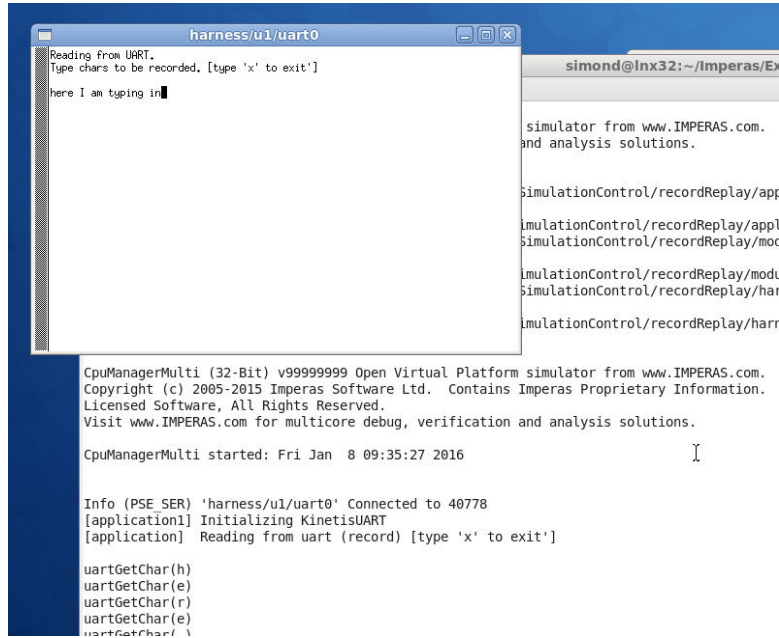 harness/u1/uart0
Reading from UART.
Type chars to be recorded. [type 'x' to exit']
here I am typing in
simond@lnx32:~/Imperas/Ex
simulator from www.IMPERAS.com.
and analysis solutions.
SimulationControl/recordReplay/app
imulationControl/recordReplay/appl
SimulationControl/recordReplay/mod
imulationControl/recordReplay/modu
SimulationControl/recordReplay/har
imulationControl/recordReplay/harn
CpuManagerMulti (32-Bit) v99999999 Open Virtual Platform simulator from www.IMPERAS.com.
Copyright (c) 2005-2015 Imperas Software Ltd.  Contains Imperas Proprietary Information.
Licensed Software, All Rights Reserved.
Visit www.IMPERAS.com for multicore debug, verification and analysis solutions.
CpuManagerMulti started: Fri Jan  8 09:35:27 2016
Info (PSE_SER) 'harness/u1/uart0' Connected to 40778
[application1] Initializing KinetisUART
[application]  Reading from uart (record) [type 'x' to exit']
uartGetChar(h)
uartGetChar(e)
uartGetChar(r)
uartGetChar(e)
uartGetChar( )